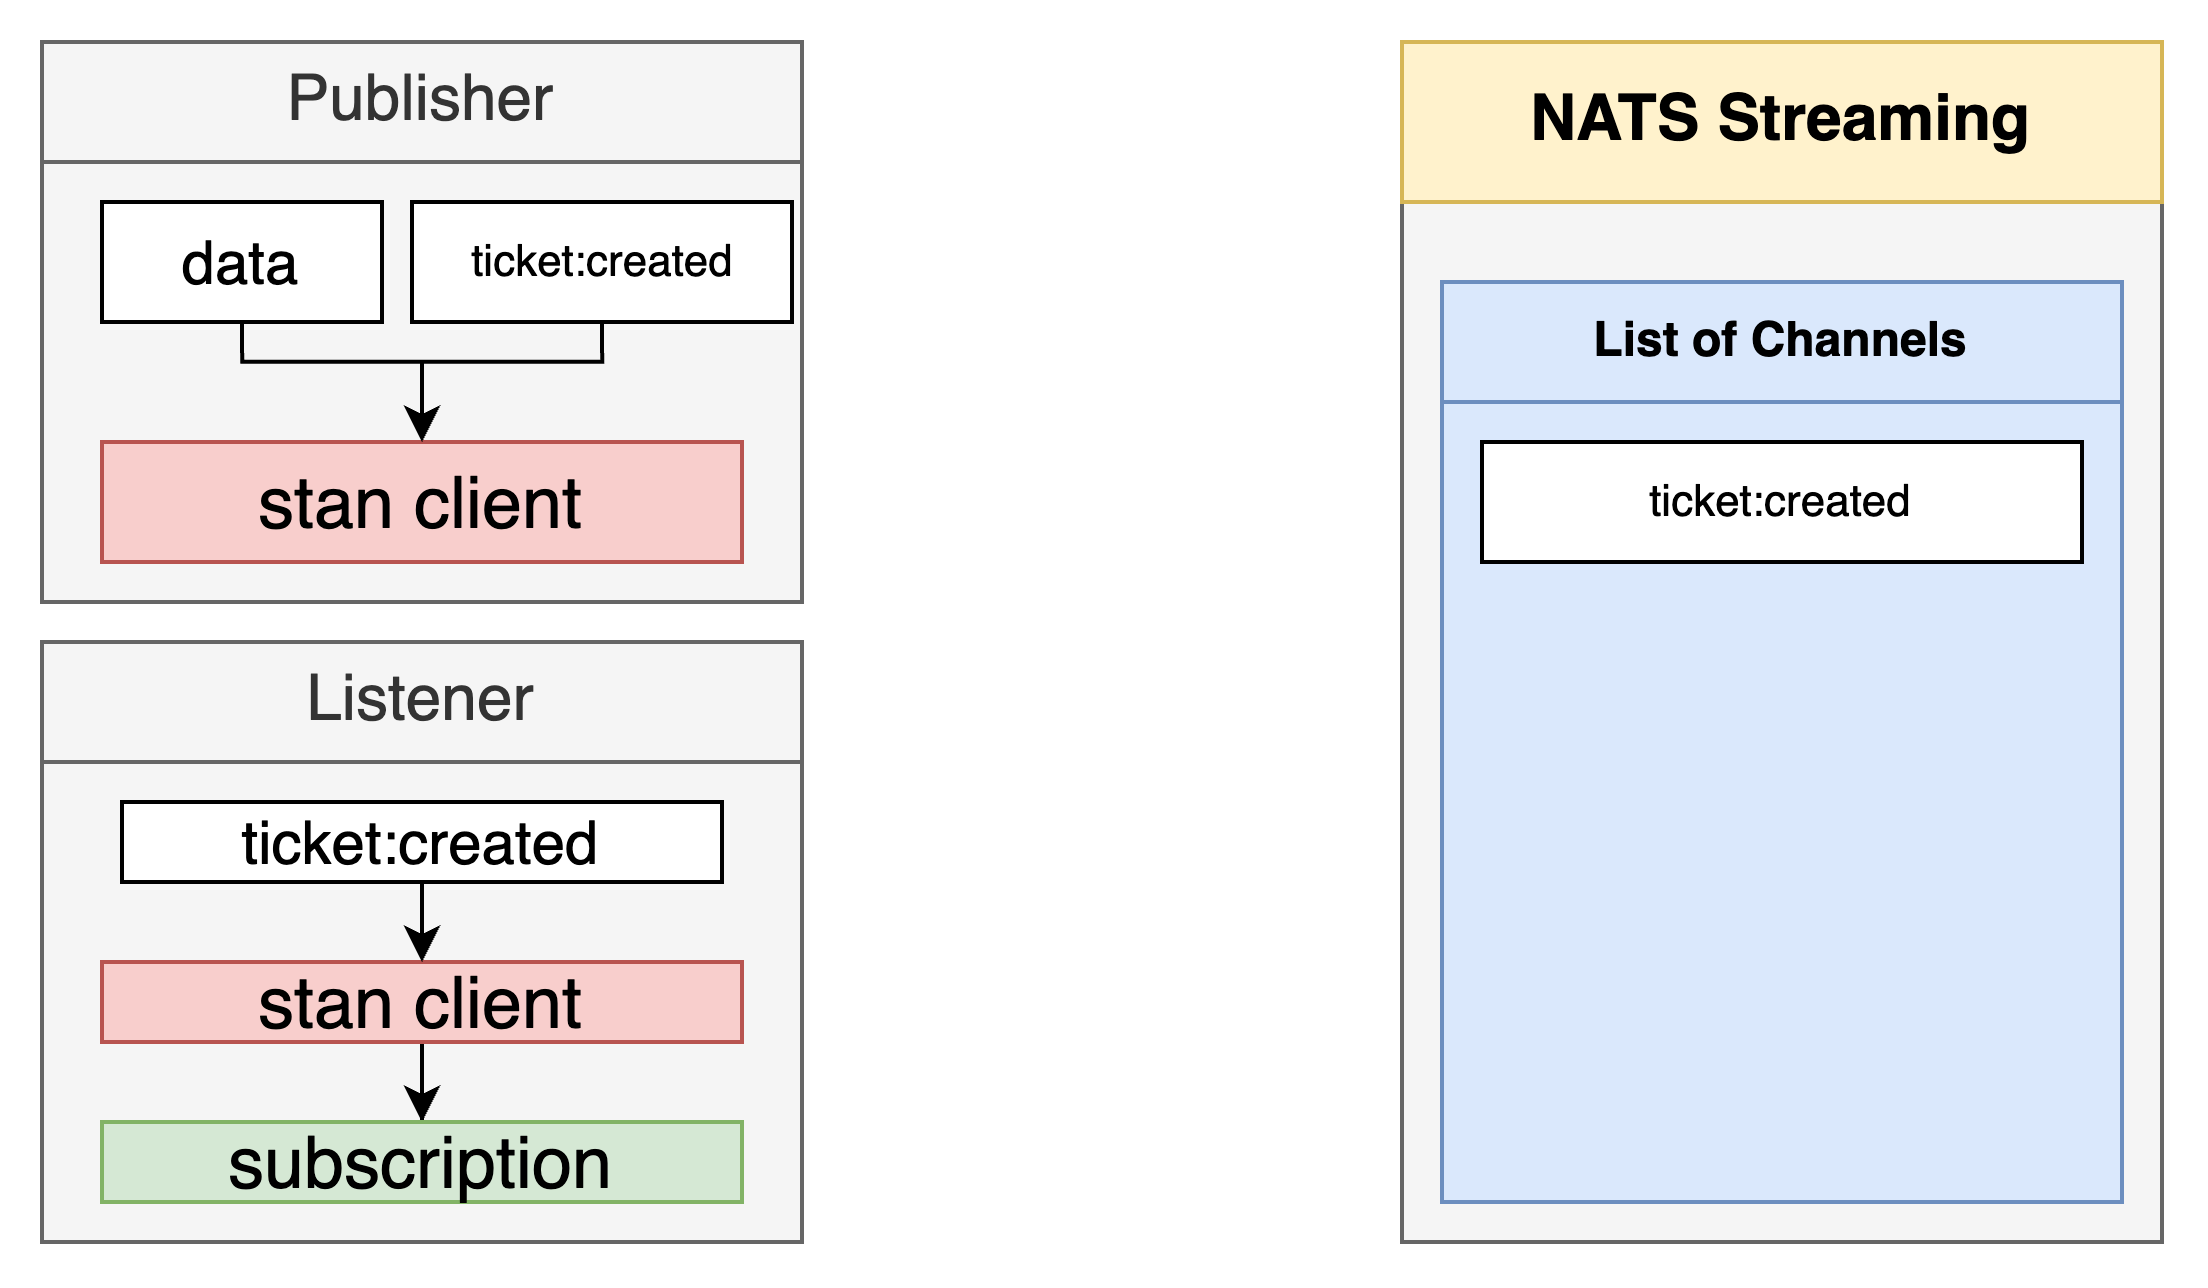 Publisher
data
ticket:created
stan client
Listener
ticket:created
stan client
subscription
NATS Streaming
List of Channels
ticket:created